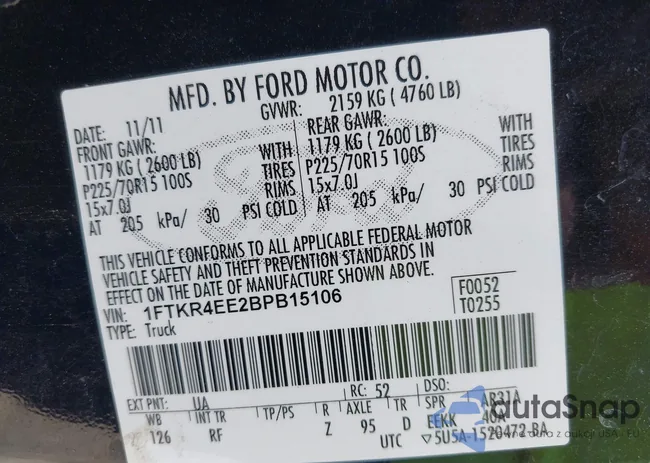 MFD. BY FORD MOTOR CO.
DATE: 11/11 GVWR: 2159 KG ( 4760 LB)
FRONT GAWR: REAR GAWR:
1179 KG ( 2600 LB) WITH 1179 KG ( 2600 LB) WITH
P225/70R15 100S TIRES P225/70R15 100S TIRES
15x7.0J RIMS 15x7.0J RIMS
AT 205 kPa/ 30 PSI COLD AT 205 kPa/ 30 PSI COLD
THIS VEHICLE CONFORMS TO ALL APPLICABLE FEDERAL MOTOR
VEHICLE SAFETY AND THEFT PREVENTION STANDARDS IN
EFFECT ON THE DATE OF MANUFACTURE SHOWN ABOVE.
VIN: 1FTKR4EE2BPB15106 F0052
TYPE: Truck T0255
EXT PNT: UA RC: 52 DSO:
WB INT TR TP/PS R AXLE TR SPR AR31A
126 RF Z 95 D EEKK
UTC ▽5U5A-1520472-BA
autoSnap